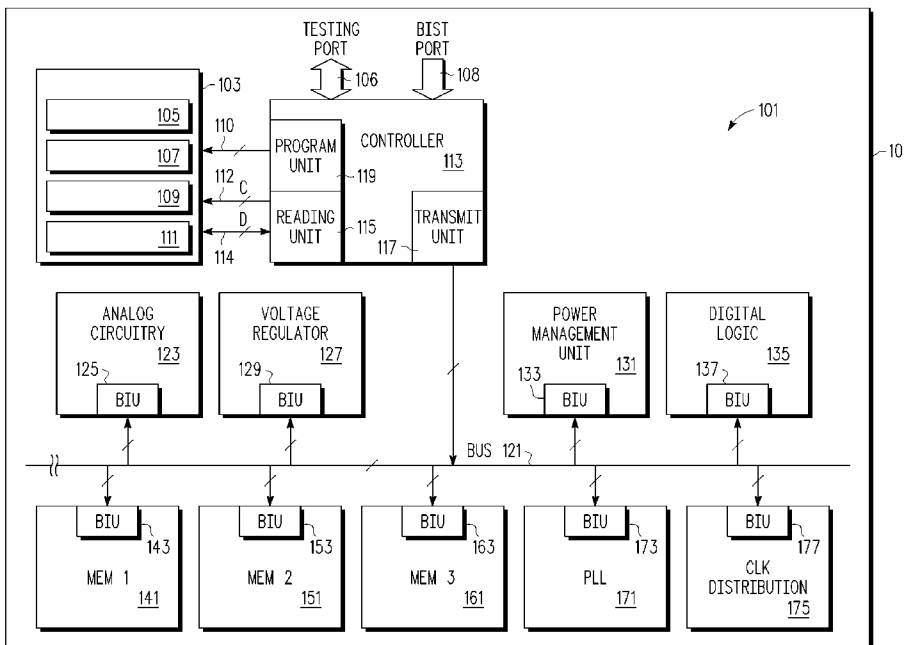 TESTING
PORT
BIST
PORT
106
108
103
101
10
105
107
109
111
110
112
C
D
114
PROGRAM
UNIT
119
CONTROLLER
113
READING
UNIT
115
117
TRANSMIT
UNIT
ANALOG
CIRCUITRY
123
125
BIU
VOLTAGE
REGULATOR
127
129
BIU
POWER
MANAGEMENT
UNIT
131
133
BIU
DIGITAL
LOGIC
135
137
BIU
BUS 121
BIU
143
MEM 1
141
BIU
153
MEM 2
151
BIU
163
MEM 3
161
BIU
173
PLL
171
BIU
177
CLK
DISTRIBUTION
175